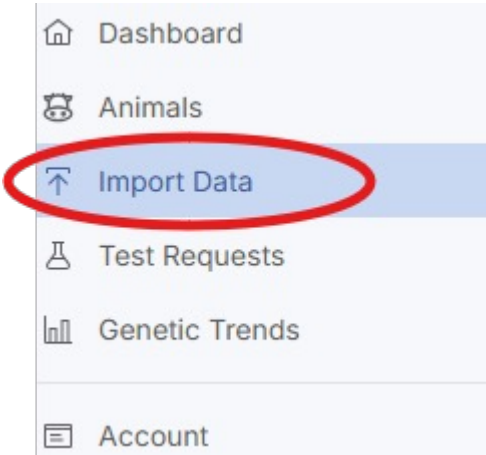 Dashboard
Animals
Import Data
Test Requests
Genetic Trends
Account